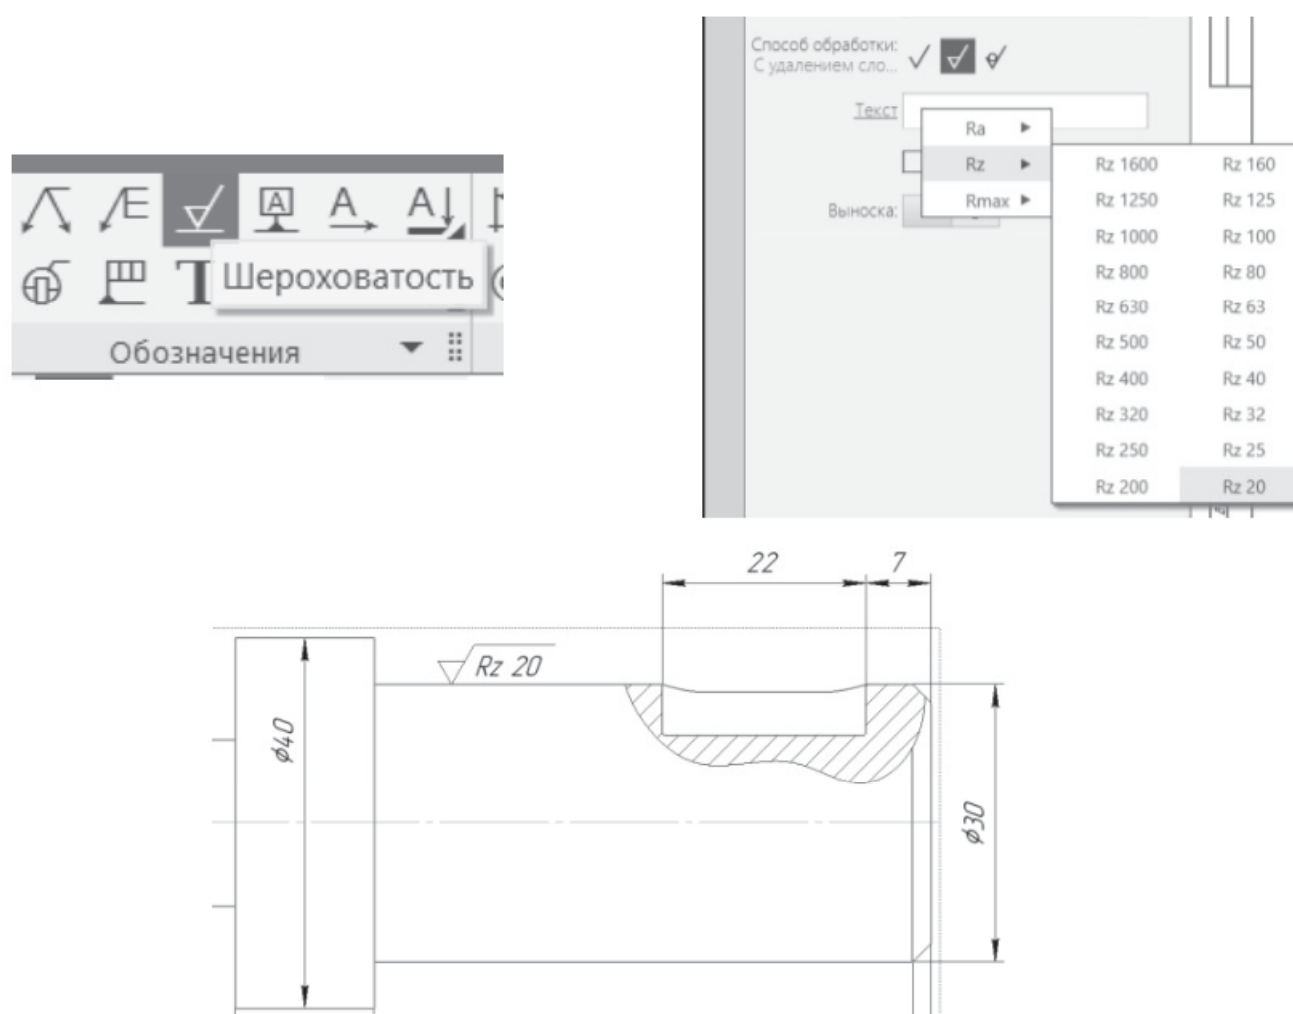 A
A
A
Шероховатость
T
Обозначения
Способ обработки:
С удалением сло...
Текст
Ra
Rz
Rmax
Выноска:
Rz 1600 Rz 160
Rz 1250 Rz 125
Rz 1000 Rz 100
Rz 800 Rz 80
Rz 630 Rz 63
Rz 500 Rz 50
Rz 400 Rz 40
Rz 320 Rz 32
Rz 250 Rz 25
Rz 200 Rz 20
22 7
Rz 20
⌀40
⌀30